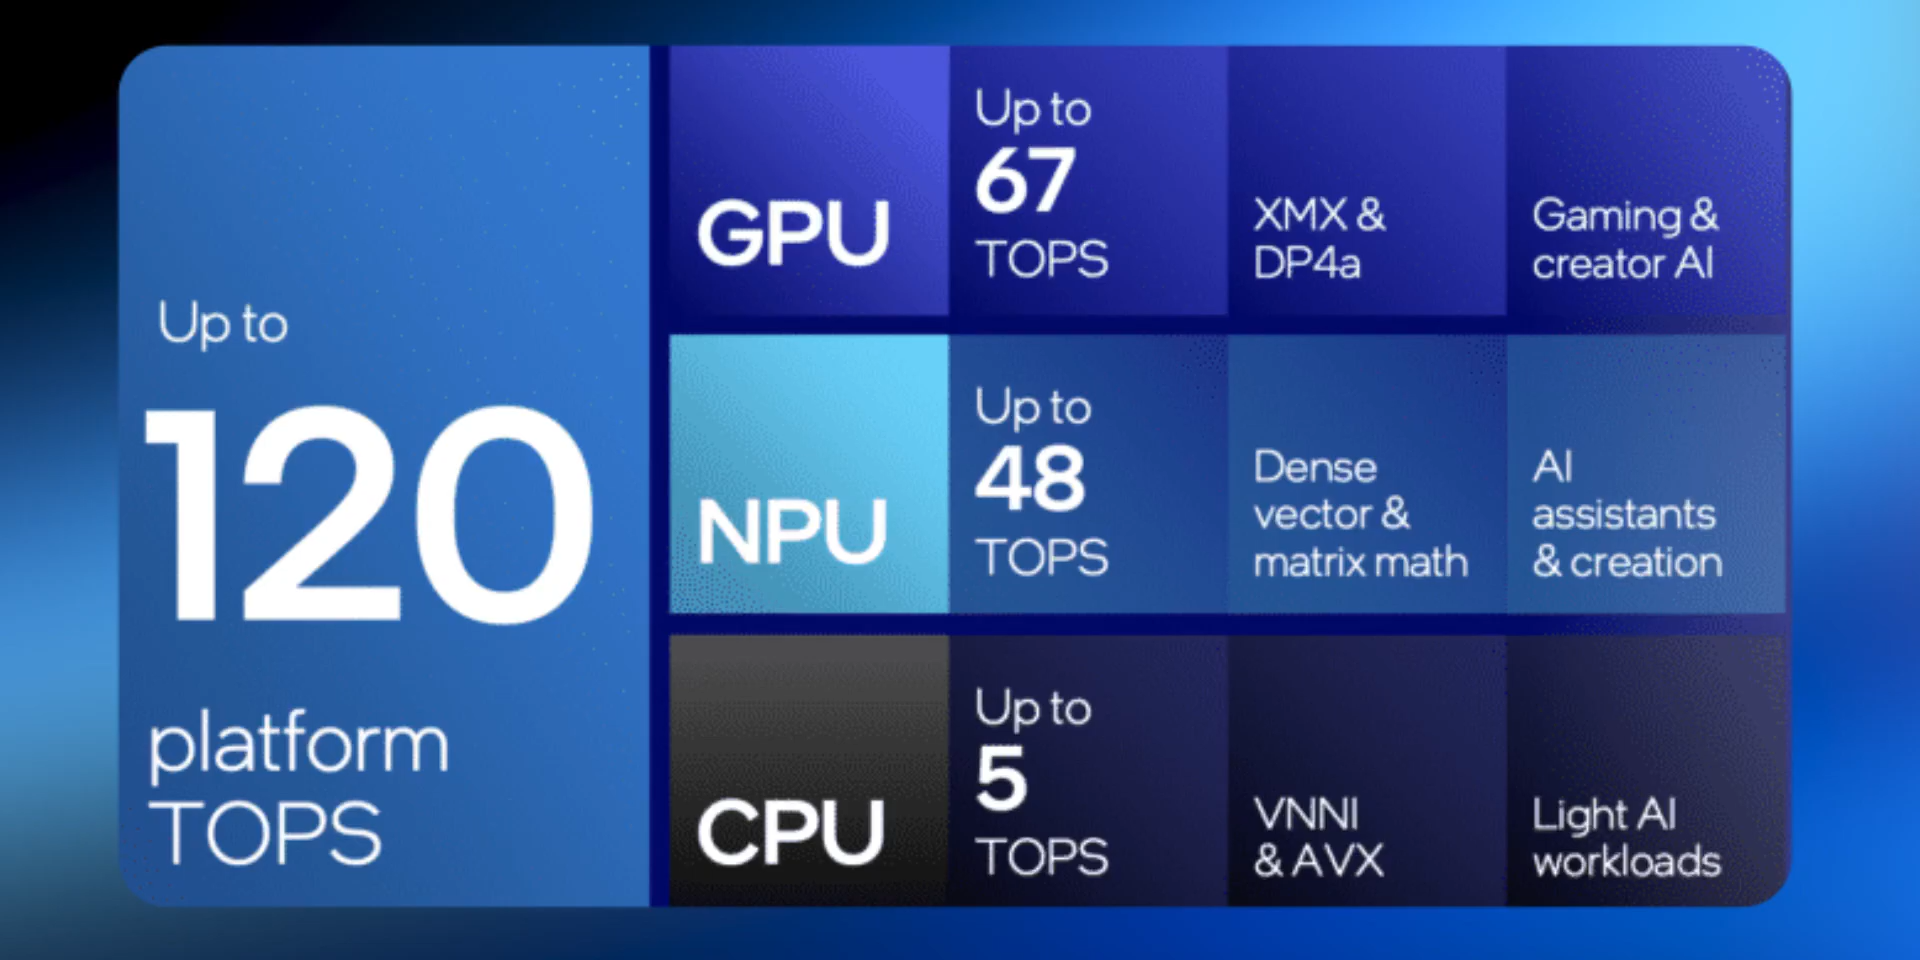 Up to
120
platform
TOPS
GPU
Up to
67
TOPS
XMX &
DP4a
Gaming &
creator AI
NPU
Up to
48
TOPS
Dense
vector &
matrix math
AI
assistants
& creation
CPU
Up to
5
TOPS
VNNI
& AVX
Light AI
workloads